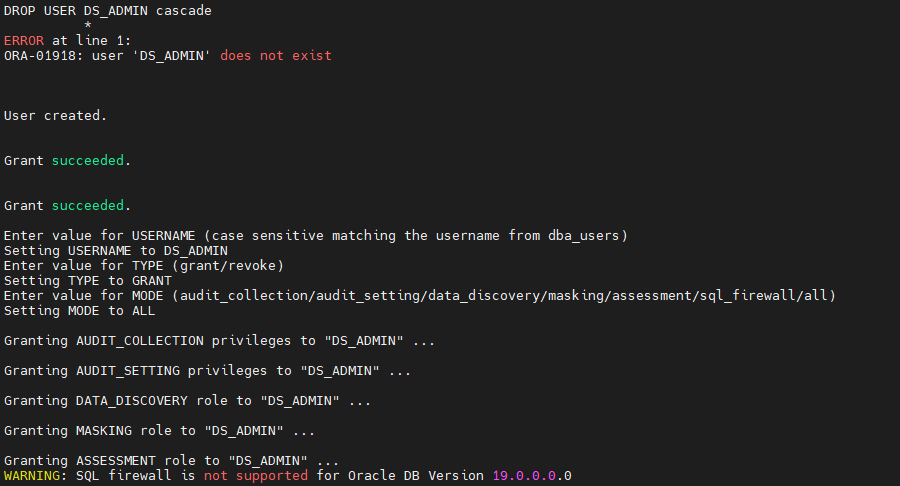 DROP USER DS_ADMIN cascade
*
ERROR at line 1:
ORA-01918: user 'DS_ADMIN' does not exist
User created.
Grant succeeded.
Grant succeeded.
Enter value for USERNAME (case sensitive matching the username from dba_users)
Setting USERNAME to DS_ADMIN
Enter value for TYPE (grant/revoke)
Setting TYPE to GRANT
Enter value for MODE (audit_collection/audit_setting/data_discovery/masking/assessment/sql_firewall/all)
Setting MODE to ALL
Granting AUDIT_COLLECTION privileges to "DS_ADMIN" ...
Granting AUDIT_SETTING privileges to "DS_ADMIN" ...
Granting DATA_DISCOVERY role to "DS_ADMIN" ...
Granting MASKING role to "DS_ADMIN" ...
Granting ASSESSMENT role to "DS_ADMIN" ...
WARNING: SQL firewall is not supported for Oracle DB Version 19.0.0.0.0